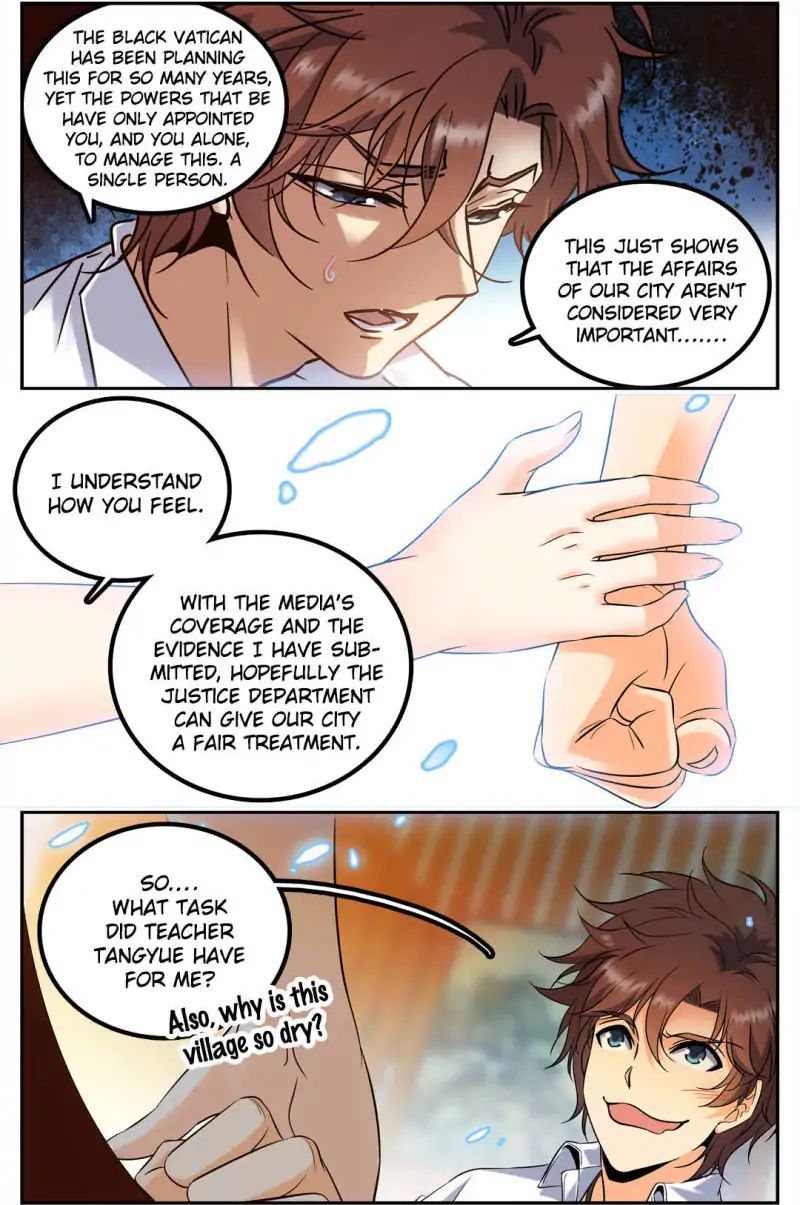 THE BLACK VATICAN
HAS BEEN PLANNING
THIS FOR SO MANY YEARS,
YET THE POWERS THAT BE
HAVE ONLY APPOINTED
YOU, AND YOU ALONE,
TO MANAGE THIS. A
SINGLE PERSON.
THIS JUST SHOWS
THAT THE AFFAIRS
OF OUR CITY AREN'T
CONSIDERED VERY
IMPORTANT.......
I UNDERSTAND
HOW YOU FEEL.
WITH THE MEDIA'S
COVERAGE AND THE
EVIDENCE I HAVE SUB-
MITTED, HOPEFULLY THE
JUSTICE DEPARTMENT
CAN GIVE OUR CITY
A FAIR TREATMENT.
SO....
WHAT TASK
DID TEACHER
TANGYUE HAVE
FOR ME?
Also, why is this
village so dry?